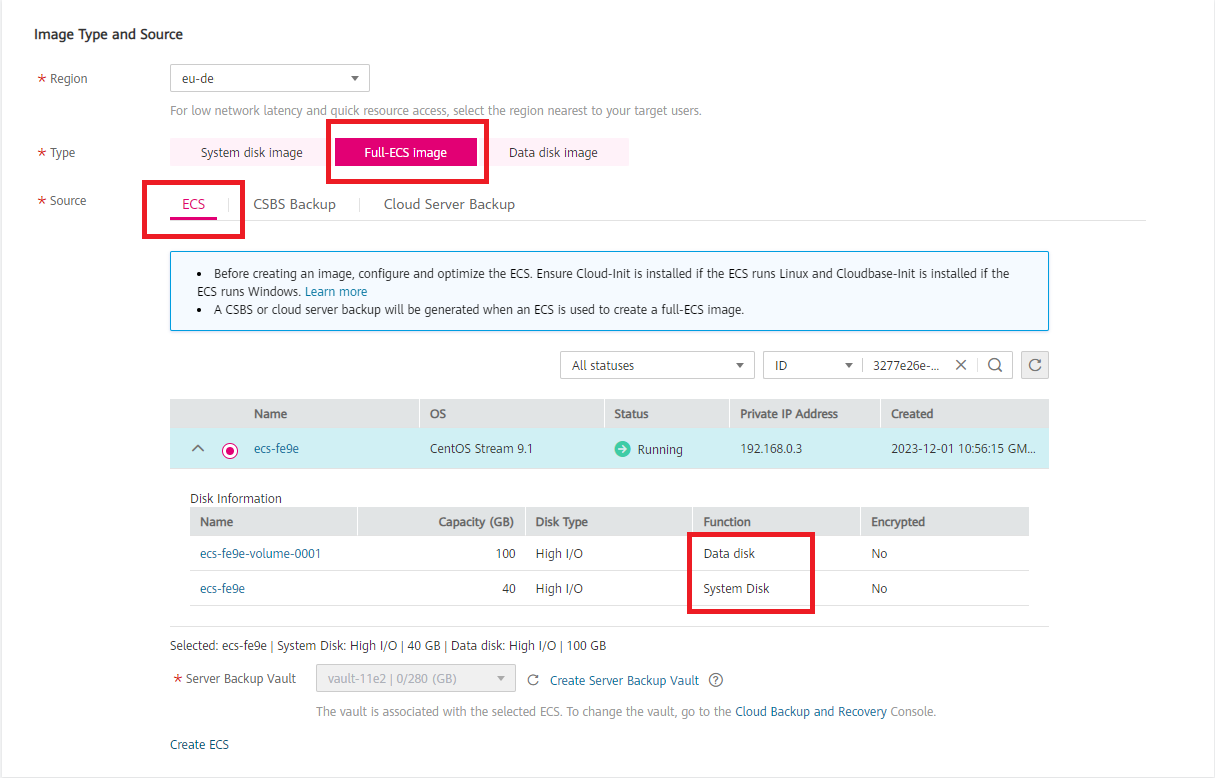 Image Type and Source
* Region
eu-de
For low network latency and quick resource access, select the region nearest to your target users.
* Type
System disk image
Full-ECS Image
Data disk image
* Source
ECS
CSBS Backup
Cloud Server Backup
• Before creating an image, configure and optimize the ECS. Ensure Cloud-Init is installed if the ECS runs Linux and Cloudbase-Init is installed if the
ECS runs Windows. Learn more
• A CSBS or cloud server backup will be generated when an ECS is used to create a full-ECS image.
All statuses
ID
3277e26e-...
Name OS Status Private IP Address Created
ecs-fe9e CentOS Stream 9.1 Running 192.168.0.3 2023-12-01 10:56:15 GM...
Disk Information
Name Capacity (GB) Disk Type Function Encrypted
ecs-fe9e-volume-0001 100 High I/O Data disk No
ecs-fe9e 40 High I/O System Disk No
Selected: ecs-fe9e | System Disk: High I/O | 40 GB | Data disk: High I/O | 100 GB
* Server Backup Vault
vault-11e2 | 0/280 (GB)
Create Server Backup Vault ?
The vault is associated with the selected ECS. To change the vault, go to the Cloud Backup and Recovery Console.
Create ECS